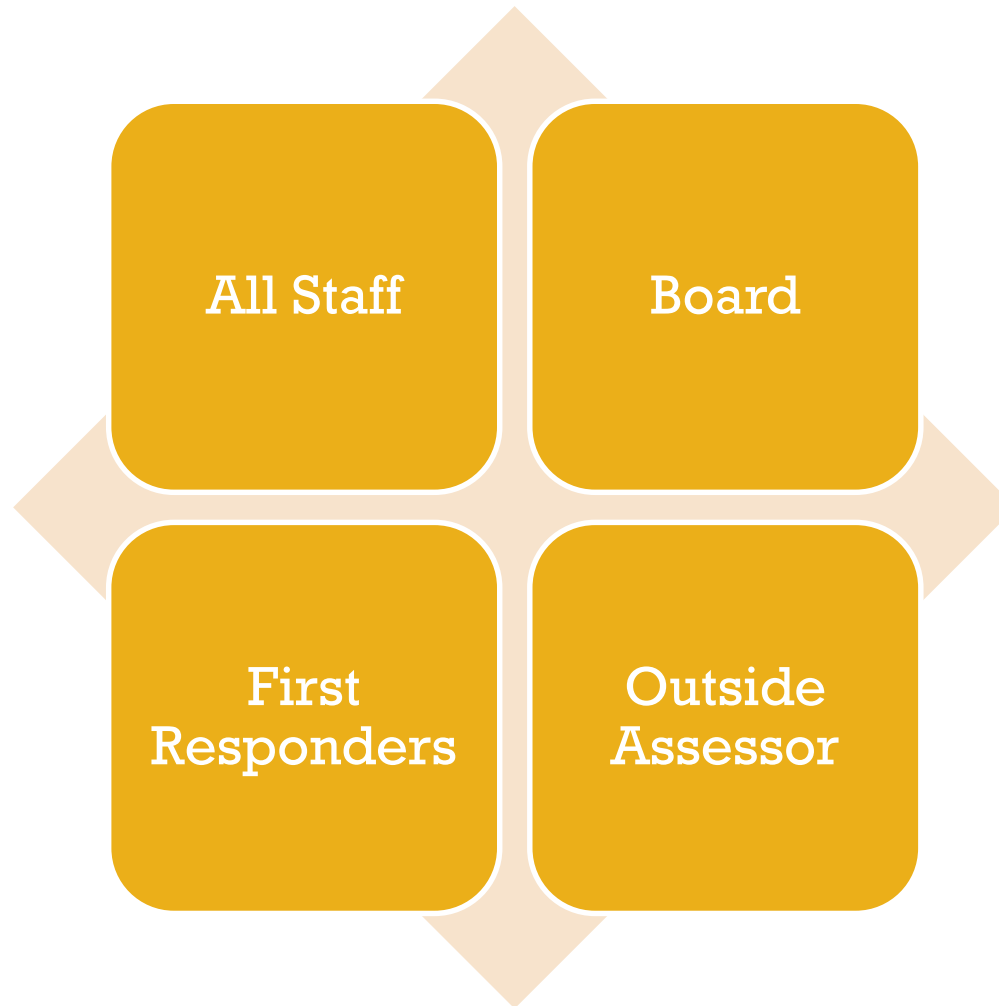 All Staff
Board
First
Responders
Outside
Assessor